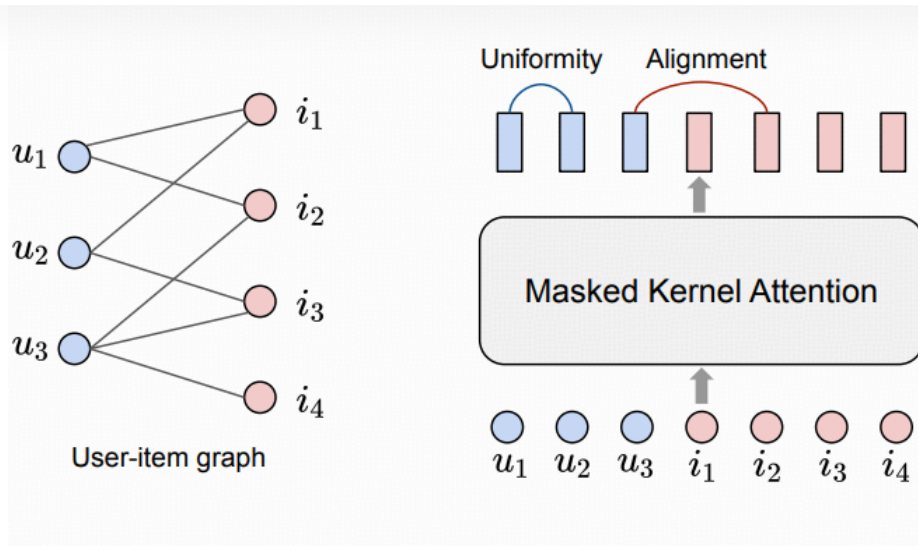 u₁
u₂
u₃
i₁
i₂
i₃
i₄
User-item graph
Uniformity Alignment
Masked Kernel Attention
u₁ u₂ u₃ i₁ i₂ i₃ i₄